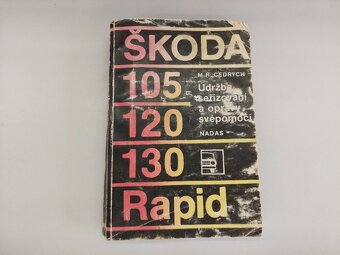 ŠKODA
M. R. CEDRYCH
105
Údržba
seřizování
a opravy
svépomocí
120
NADAS
130
Rapid